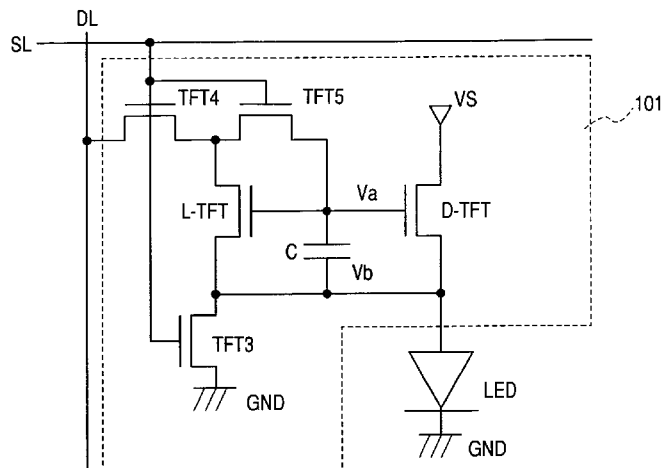 DL
SL
TFT4
TFT5
VS
101
L-TFT
Va
D-TFT
C
Vb
TFT3
GND
LED
GND